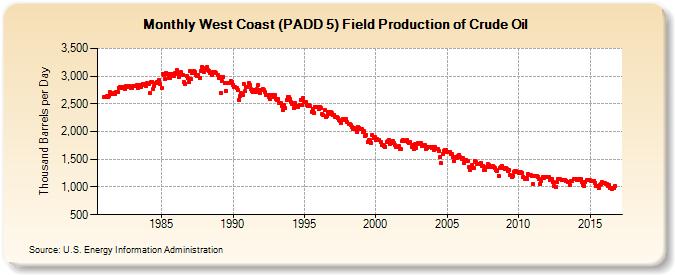 Monthly West Coast (PADD 5) Field Production of Crude Oil
Thousand Barrels per Day
3,500
3,000
2,500
2,000
1,500
1,000
500
1985 1990 1995 2000 2005 2010 2015
Source: U.S. Energy Information Administration